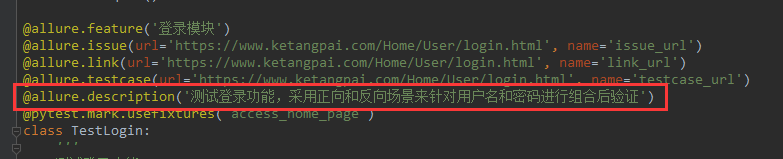 @allure.feature('登录模块')
@allure.issue(url='https://www.ketangpai.com/Home/User/login.html', name='issue_url')
@allure.link(url='https://www.ketangpai.com/Home/User/login.html', name='link_url')
@allure.testcase(url='https://www.ketangpai.com/Home/User/login.html', name='testcase_url')
@allure.description('测试登录功能，采用正向和反向场景来针对用户名和密码进行组合后验证')
@pytest.mark.usefixtures('access_home_page')
class TestLogin:
'''